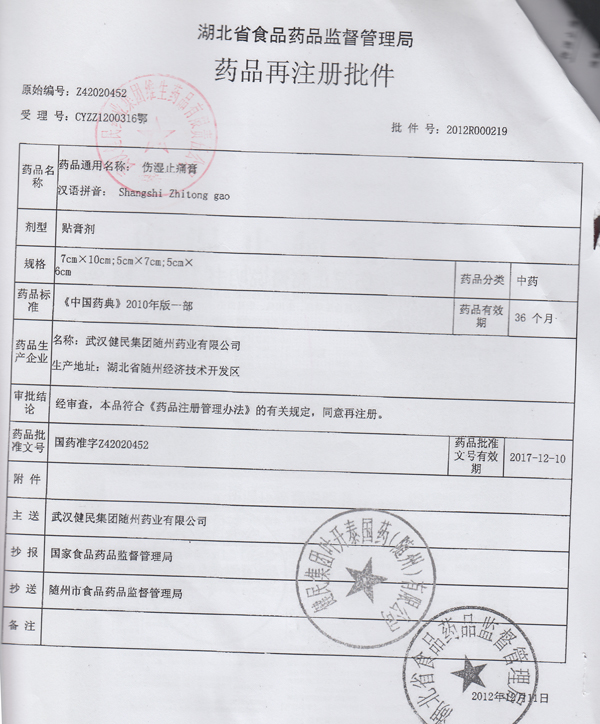 湖北省食品药品监督管理局
药品再注册批件
原始编号：Z42020452
受 理 号：CYZZ1200316鄂
批 件 号：2012R000219
药品名称
药品通用名称： 伤湿止痛膏
汉语拼音： Shangshi Zhitong gao
剂型
贴膏剂
规格
7cm×10cm;5cm×7cm;5cm×
6cm
药品分类
中药
药品标准
《中国药典》2010年版一部
药品有效期
36 个月
药品生产企业
名称：武汉健民集团随州药业有限公司
生产地址：湖北省随州经济技术开发区
审批结论
经审查，本品符合《药品注册管理办法》的有关规定，同意再注册。
药品批准文号
国药准字Z42020452
药品批准文号有效期
2017-12-10
附 件
主 送
武汉健民集团随州药业有限公司
抄 报
国家食品药品监督管理局
抄 送
随州市食品药品监督管理局
备 注
健民集团叶开泰国药(随州)有限公司
湖北省食品药品监督管理局
2012年12月11日